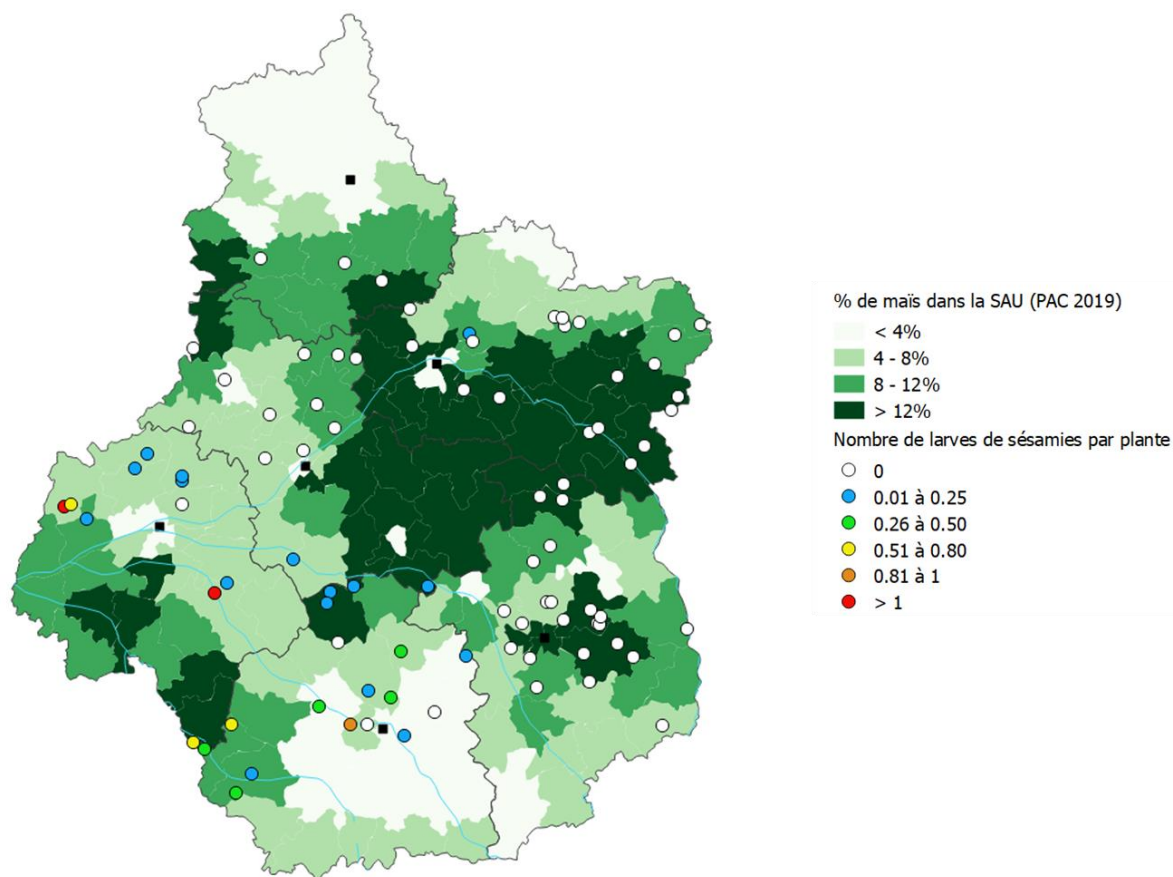 % de maïs dans la SAU (PAC 2019)
< 4%
4 - 8%
8 - 12%
> 12%
Nombre de larves de sésamies par plante
0
0.01 à 0.25
0.26 à 0.50
0.51 à 0.80
0.81 à 1
> 1